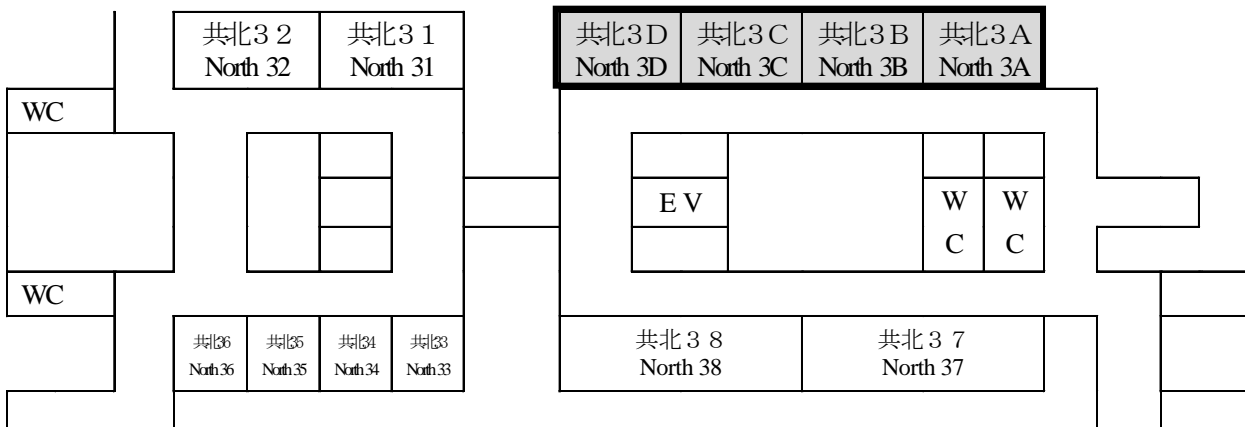 共北３２
North 32
共北３１
North 31
共北３Ｄ
North 3D
共北３Ｃ
North 3C
共北３Ｂ
North 3B
共北３Ａ
North 3A
WC
ＥＶ
W
C
W
C
WC
共北36
North 36
共北35
North 35
共北34
North 34
共北33
North 33
共北３８
North 38
共北３７
North 37